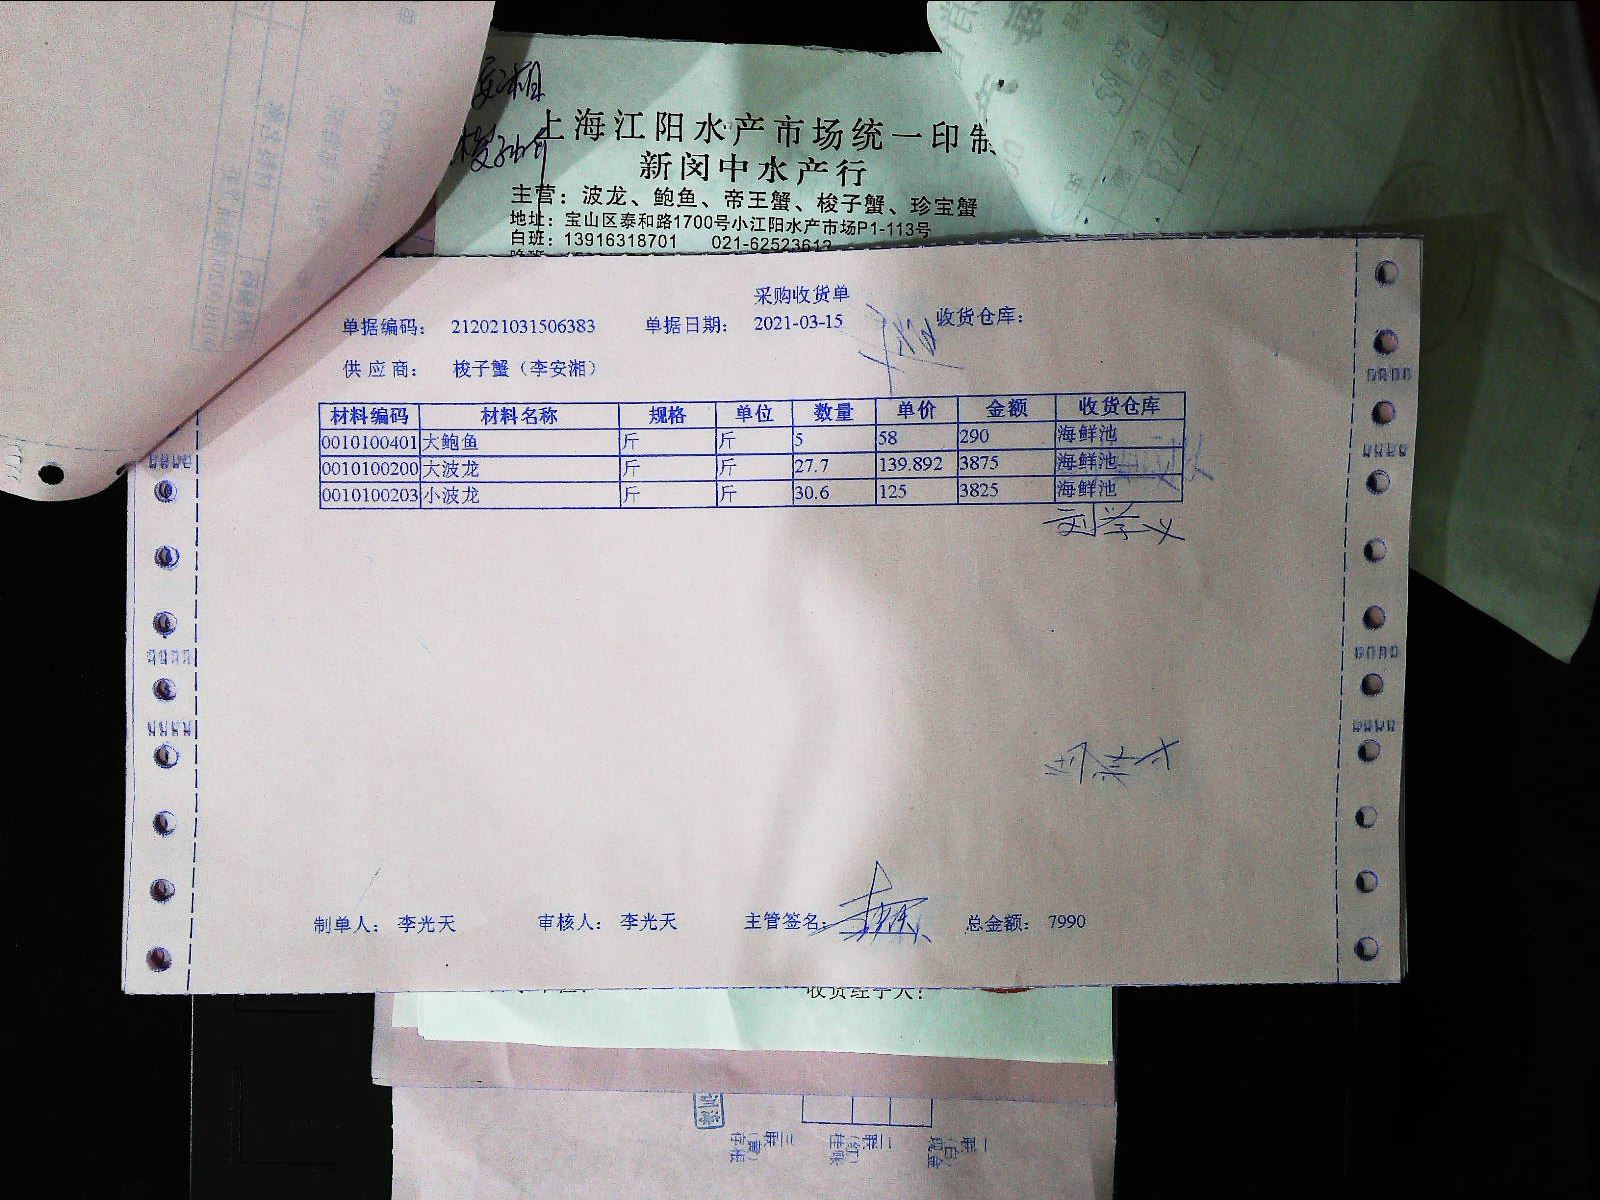 上海江阳水产市场统一印制
新闵中水产行
主营：波龙、鲍鱼、帝王蟹、梭子蟹、珍宝蟹
地址：宝山区泰和路1700号小江阳水产市场P1-113号
白班：13916318701 021-62523612
采购收货单
单据编码： 212021031506383 单据日期： 2021-03-15 收货仓库：
供应商： 梭子蟹（李安湘）
材料编码 材料名称 规格 单位 数量 单价 金额 收货仓库
0010100401 大鲍鱼 斤 斤 5 58 290 海鲜池
0010100200 大波龙 斤 斤 27.7 139.892 3875 海鲜池
0010100203 小波龙 斤 斤 30.6 125 3825 海鲜池
刘学义
制单人： 李光天 审核人： 李光天 主管签名： 总金额： 7990
收货经手人：